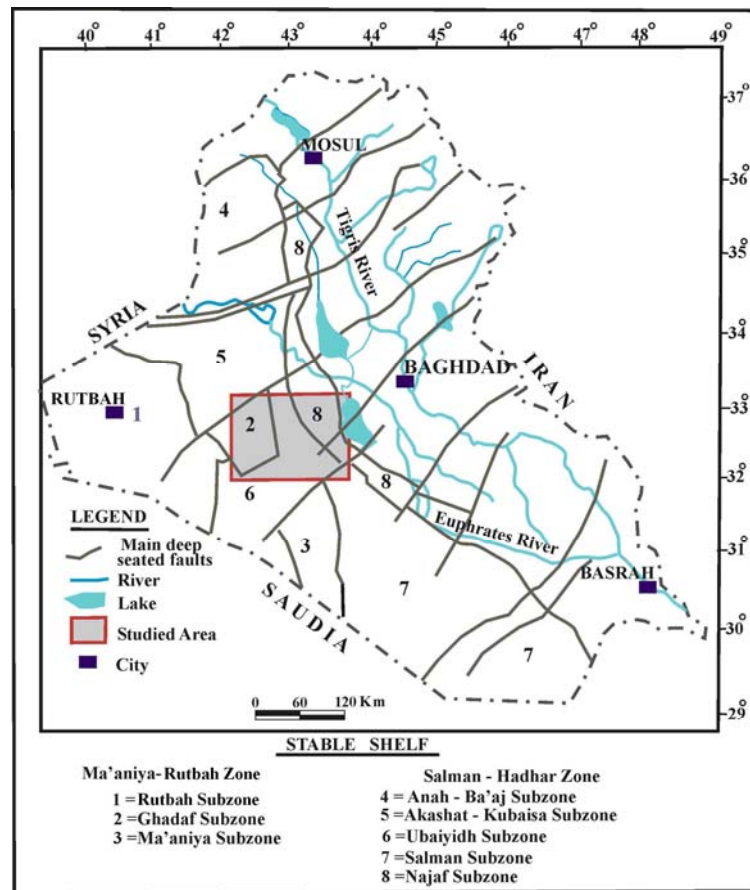 40° 41° 42° 43° 44° 45° 46° 47° 48° 49°
37°
MOSUL
36°
4
8
Tigris River
35°
SYRIA
34°
5
BAGHDAD
IRAN
RUTBAH
1
2
8
33°
6
8
32°
LEGEND
Main deep
seated faults
3
Euphrates River
31°
River
7
BASRAH
Lake
SAUDIA
30°
Studied Area
7
City
0 60 120 Km
29°
STABLE SHELF
Ma'aniya-Rutbah Zone
1 = Rutbah Subzone
2 = Ghadaf Subzone
3 = Ma'aniya Subzone
Salman - Hadhar Zone
4 = Anah - Ba'aj Subzone
5 = Akashat - Kubaisa Subzone
6 = Ubaiyidh Subzone
7 = Salman Subzone
8 = Najaf Subzone